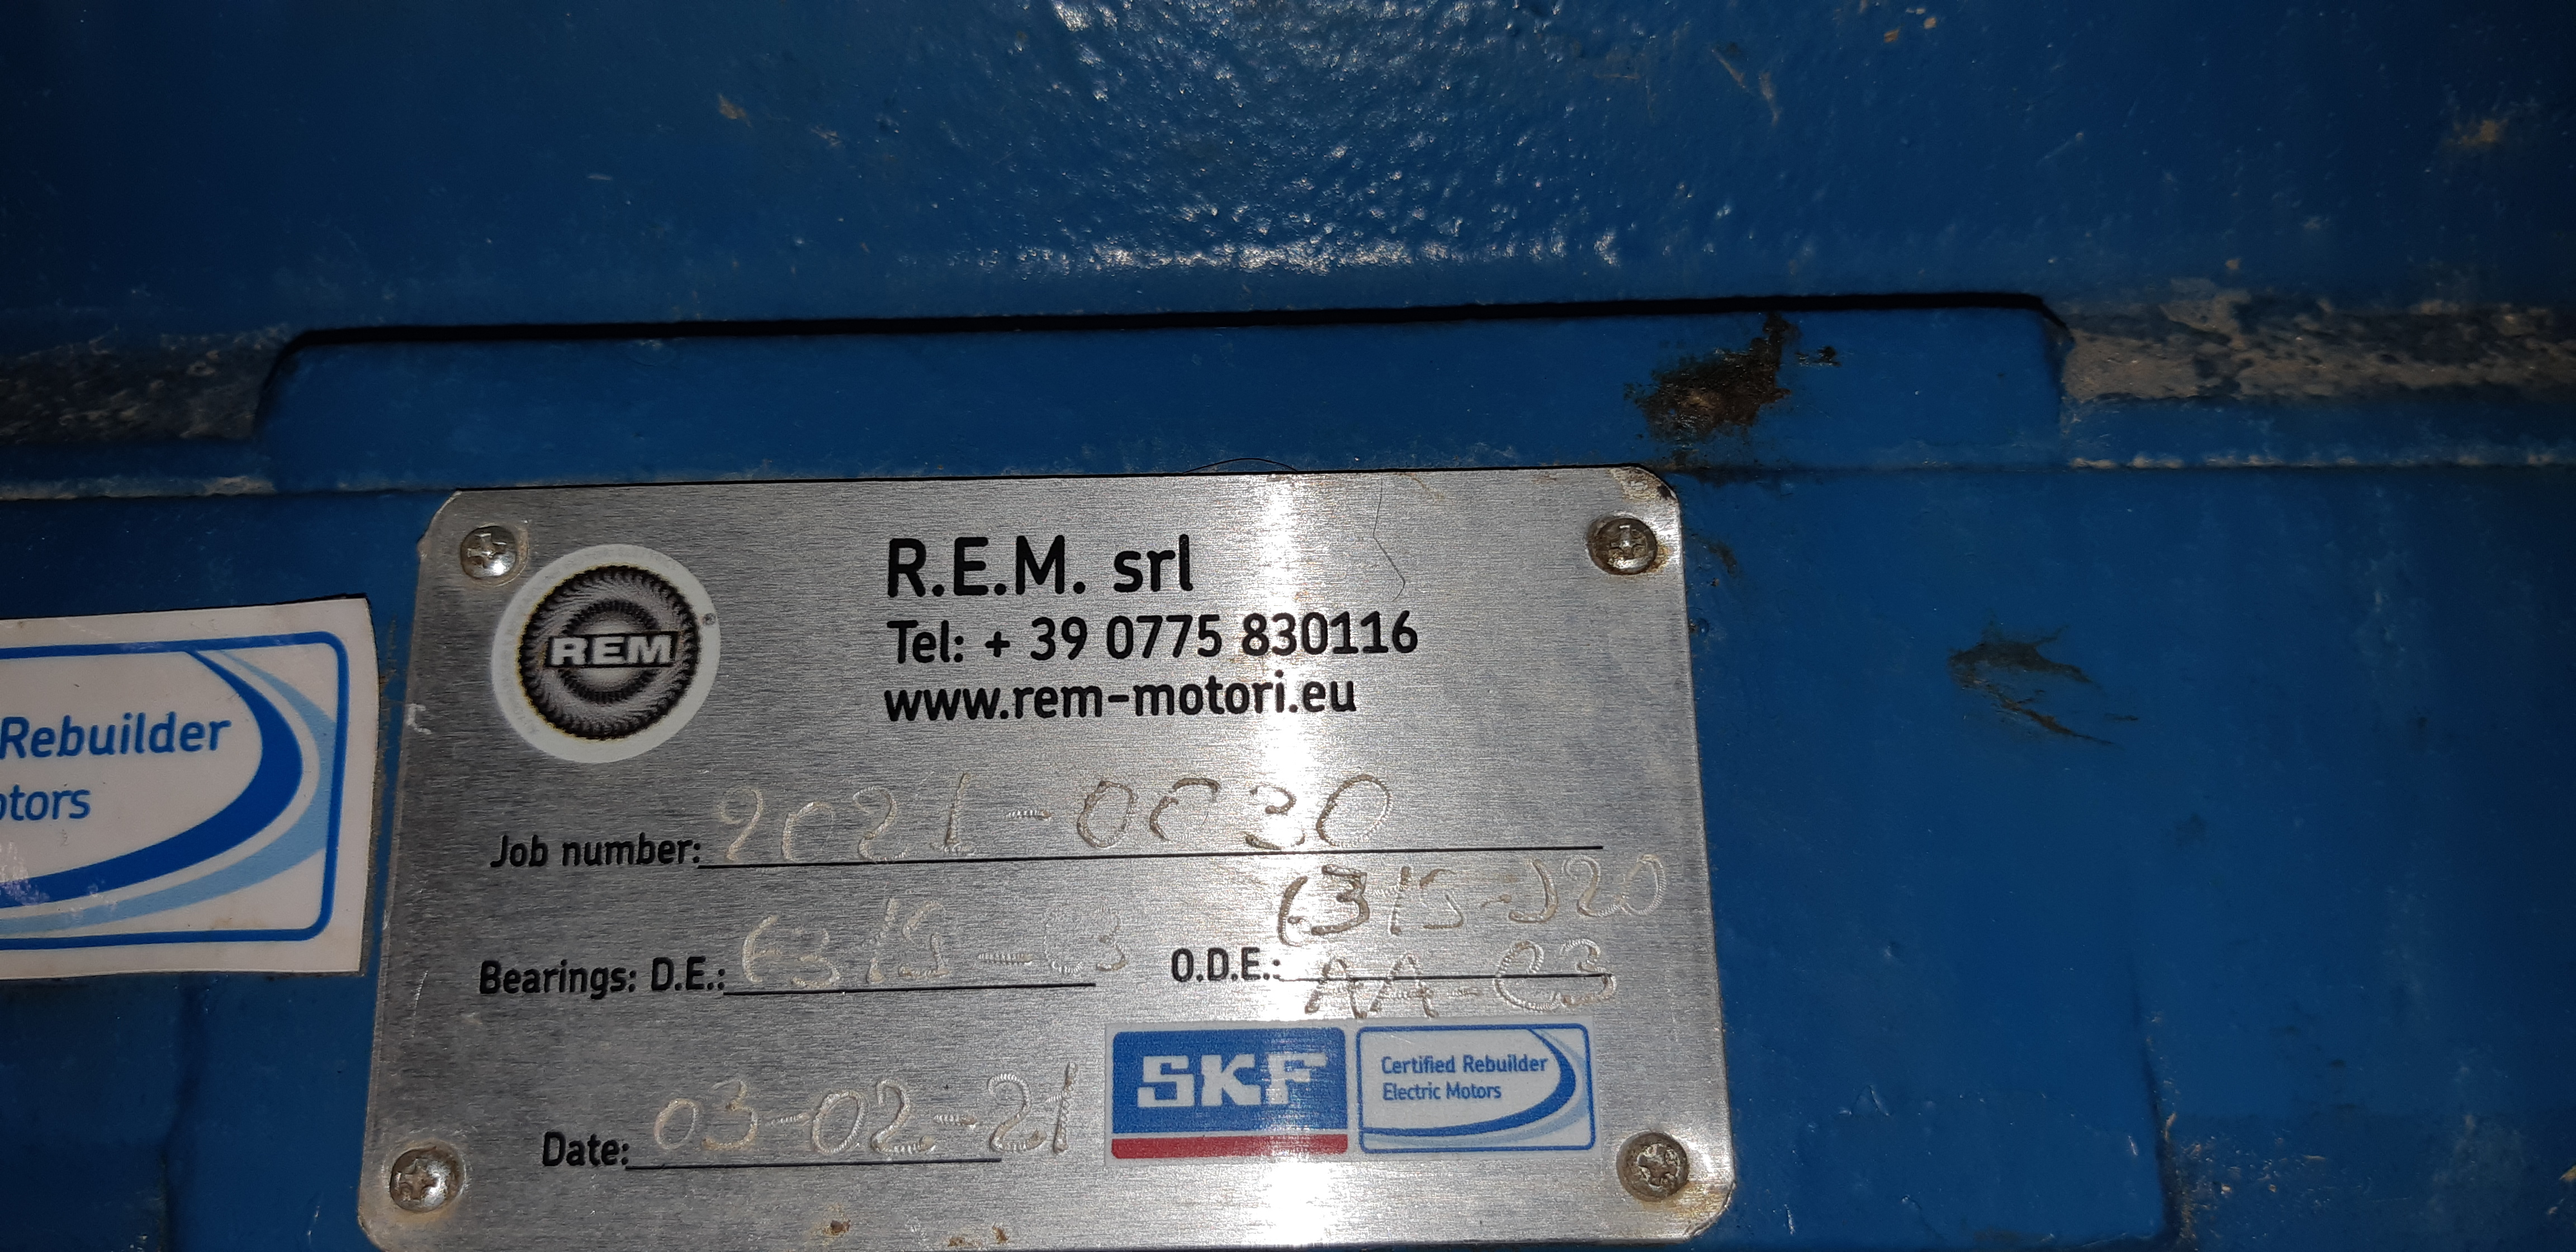 R.E.M. srl
REM
Tel: + 39 0775 830116
www.rem-motori.eu
Rebuilder
otors
Job number: 2021-0030
6315-J20
Bearings: D.E.: 6315-C3 O.D.E.:
AA-C3
SKF
Certified Rebuilder
Electric Motors
Date: 03-02-21